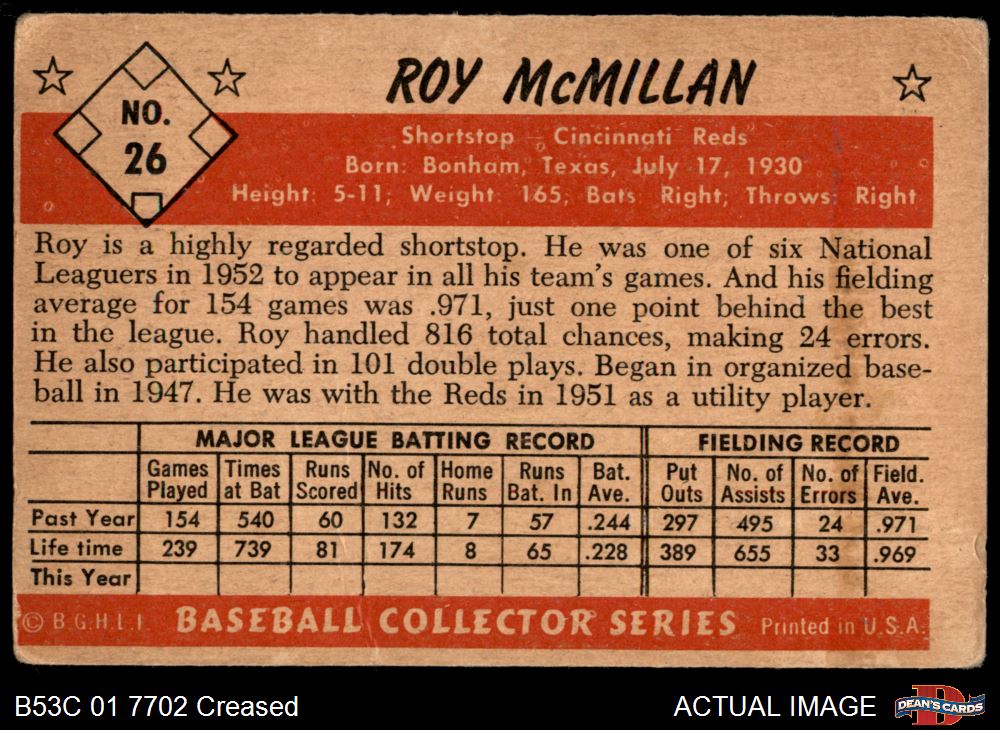 NO.
26
ROY McMILLAN
Shortstop – Cincinnati Reds
Born: Bonham, Texas, July 17, 1930
Height: 5-11; Weight: 165; Bats: Right; Throws: Right
Roy is a highly regarded shortstop. He was one of six National
Leaguers in 1952 to appear in all his team's games. And his fielding
average for 154 games was .971, just one point behind the best
in the league. Roy handled 816 total chances, making 24 errors.
He also participated in 101 double plays. Began in organized base-
ball in 1947. He was with the Reds in 1951 as a utility player.
MAJOR LEAGUE BATTING RECORD FIELDING RECORD
Games Times Runs No. of Home Runs Bat. Put No. of No. of Field.
Played at Bat Scored Hits Runs Bat. In Ave. Outs Assists Errors Ave.
Past Year 154 540 60 132 7 57 .244 297 495 24 .971
Life time 239 739 81 174 8 65 .228 389 655 33 .969
This Year
© B.G.H.L.I. BASEBALL COLLECTOR SERIES Printed in U.S.A.
B53C 01 7702 Creased ACTUAL IMAGE DEAN'S CARDS